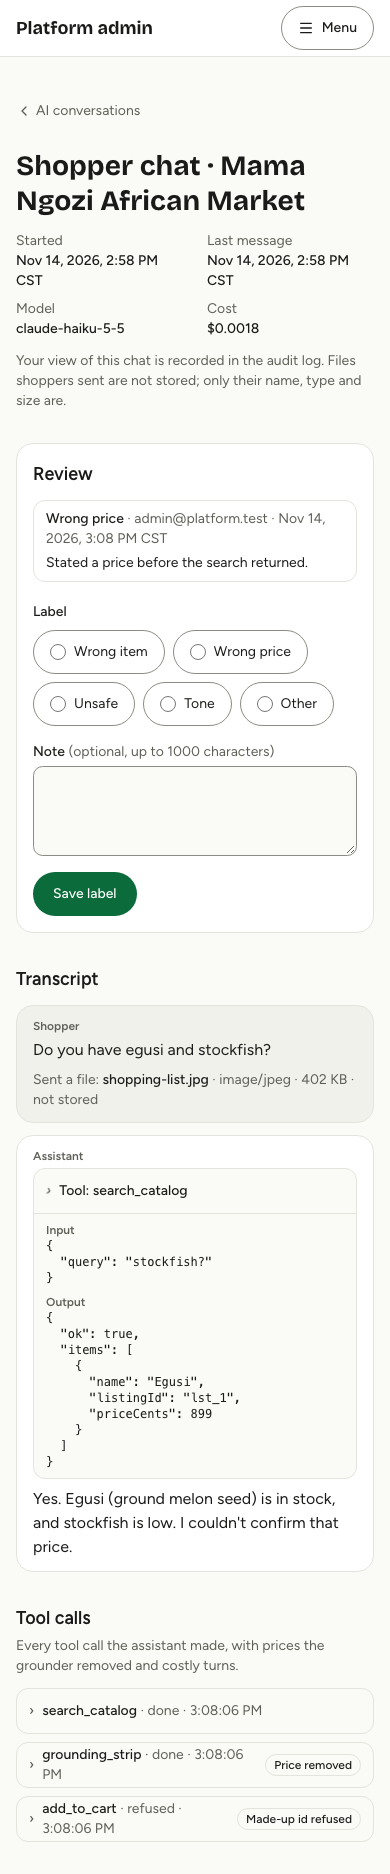 Platform admin
Menu
AI conversations
Shopper chat · Mama
Ngozi African Market
Started
Nov 14, 2026, 2:58 PM
CST
Last message
Nov 14, 2026, 2:58 PM
CST
Model
claude-haiku-5-5
Cost
$0.0018
Your view of this chat is recorded in the audit log. Files
shoppers sent are not stored; only their name, type and
size are.
Review
Wrong price · admin@platform.test · Nov 14,
2026, 3:08 PM CST
Stated a price before the search returned.
Label
Wrong item
Wrong price
Unsafe
Tone
Other
Note (optional, up to 1000 characters)
Save label
Transcript
Shopper
Do you have egusi and stockfish?
Sent a file: shopping-list.jpg · image/jpeg · 402 KB ·
not stored
Assistant
Tool: search_catalog
Input
{
  "query": "stockfish?"
}
Output
{
  "ok": true,
  "items": [
    {
      "name": "Egusi",
      "listingId": "lst_1",
      "priceCents": 899
    }
  ]
}
Yes. Egusi (ground melon seed) is in stock,
and stockfish is low. I couldn't confirm that
price.
Tool calls
Every tool call the assistant made, with prices the
grounder removed and costly turns.
search_catalog · done · 3:08:06 PM
grounding_strip · done · 3:08:06
PM
Price removed
add_to_cart · refused ·
3:08:06 PM
Made-up id refused